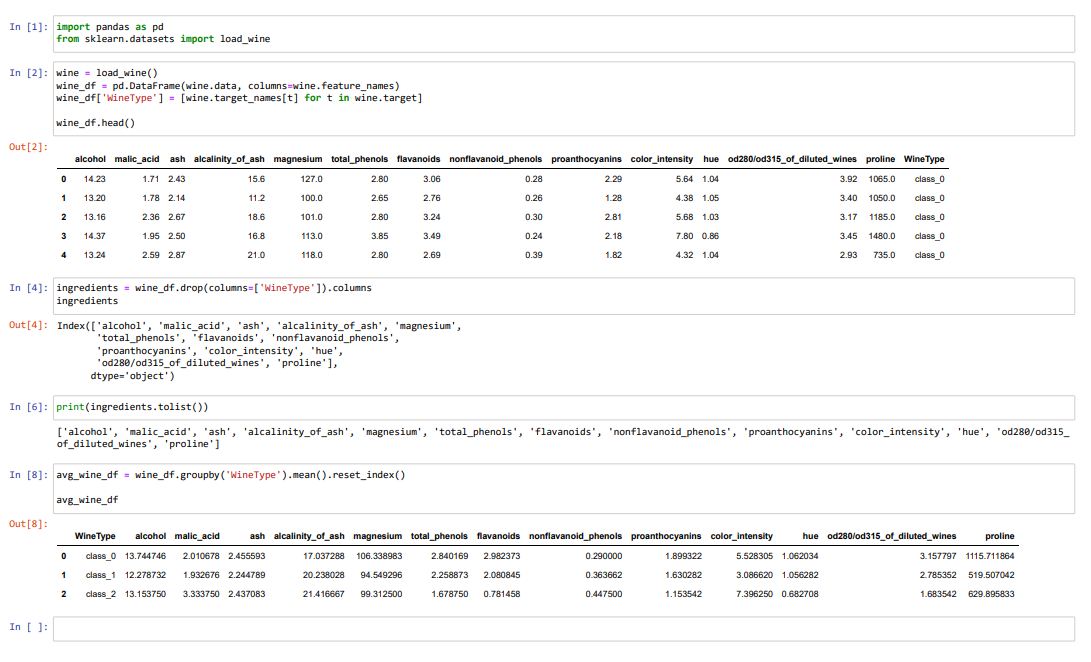 In [1]: import pandas as pd
from sklearn.datasets import load_wine
In [2]: wine = load_wine()
wine_df = pd.DataFrame(wine.data, columns=wine.feature_names)
wine_df['WineType'] = [wine.target_names[t] for t in wine.target]
wine_df.head()
Out[2]:
alcohol malic_acid ash alcalinity_of_ash magnesium total_phenols flavanoids nonflavanoid_phenols proanthocyanins color_intensity hue od280/od315_of_diluted_wines proline WineType
0 14.23 1.71 2.43 15.6 127.0 2.80 3.06 0.28 2.29 5.64 1.04 3.92 1065.0 class_0
1 13.20 1.78 2.14 11.2 100.0 2.65 2.76 0.26 1.28 4.38 1.05 3.40 1050.0 class_0
2 13.16 2.36 2.67 18.6 101.0 2.80 3.24 0.30 2.81 5.68 1.03 3.17 1185.0 class_0
3 14.37 1.95 2.50 16.8 113.0 3.85 3.49 0.24 2.18 7.80 0.86 3.45 1480.0 class_0
4 13.24 2.59 2.87 21.0 118.0 2.80 2.69 0.39 1.82 4.32 1.04 2.93 735.0 class_0
In [4]: ingredients = wine_df.drop(columns=['WineType']).columns
ingredients
Out[4]: Index(['alcohol', 'malic_acid', 'ash', 'alcalinity_of_ash', 'magnesium',
'total_phenols', 'flavanoids', 'nonflavanoid_phenols',
'proanthocyanins', 'color_intensity', 'hue',
'od280/od315_of_diluted_wines', 'proline'],
dtype='object')
In [6]: print(ingredients.tolist())
['alcohol', 'malic_acid', 'ash', 'alcalinity_of_ash', 'magnesium', 'total_phenols', 'flavanoids', 'nonflavanoid_phenols', 'proanthocyanins', 'color_intensity', 'hue', 'od280/od315_
of_diluted_wines', 'proline']
In [8]: avg_wine_df = wine_df.groupby('WineType').mean().reset_index()
avg_wine_df
Out[8]:
WineType alcohol malic_acid ash alcalinity_of_ash magnesium total_phenols flavanoids nonflavanoid_phenols proanthocyanins color_intensity hue od280/od315_of_diluted_wines proline
0 class_0 13.744746 2.010678 2.455593 17.037288 106.338983 2.840169 2.982373 0.290000 1.899322 5.528305 1.062034 3.157797 1115.711864
1 class_1 12.278732 1.932676 2.244789 20.238028 94.549296 2.258873 2.080845 0.363662 1.630282 3.086620 1.056282 2.785352 519.507042
2 class_2 13.153750 3.333750 2.437083 21.416667 99.312500 1.678750 0.781458 0.447500 1.153542 7.396250 0.682708 1.683542 629.895833
In [ ]: